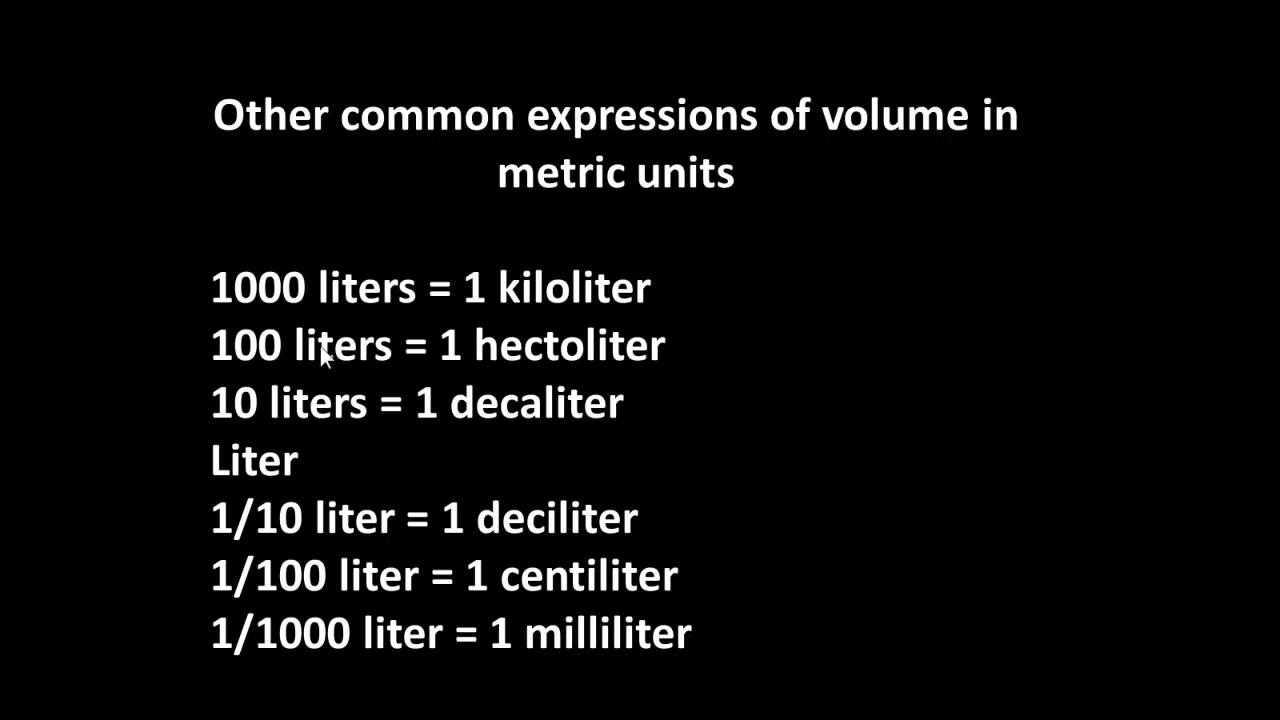 Other common expressions of volume in
metric units
1000 liters = 1 kiloliter
100 liters = 1 hectoliter
10 liters = 1 decaliter
Liter
1/10 liter = 1 deciliter
1/100 liter = 1 centiliter
1/1000 liter = 1 milliliter